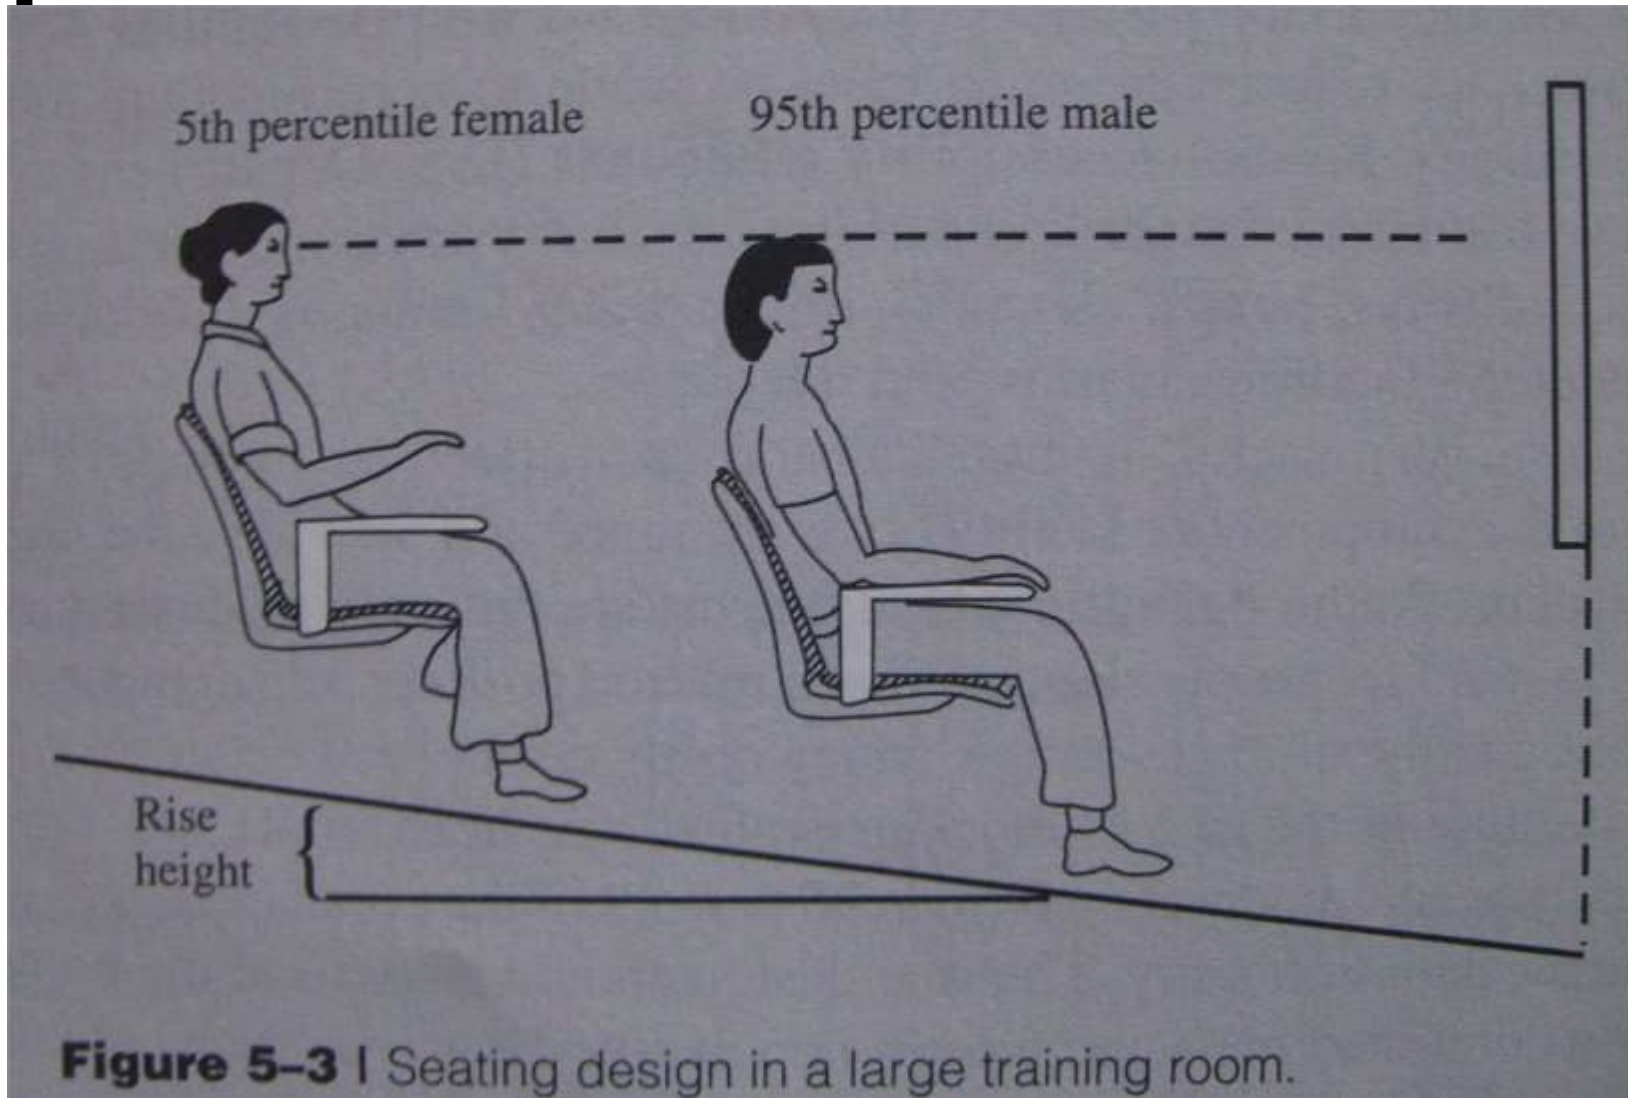 5th percentile female
95th percentile male
Rise
height
Figure 5–3 | Seating design in a large training room.